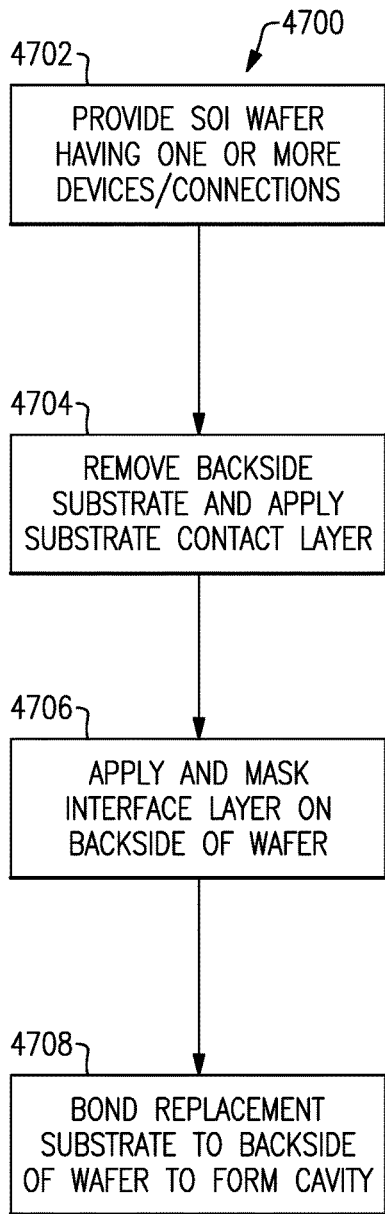 4700
4702
PROVIDE SOI WAFER
HAVING ONE OR MORE
DEVICES/CONNECTIONS
4704
REMOVE BACKSIDE
SUBSTRATE AND APPLY
SUBSTRATE CONTACT LAYER
4706
APPLY AND MASK
INTERFACE LAYER ON
BACKSIDE OF WAFER
4708
BOND REPLACEMENT
SUBSTRATE TO BACKSIDE
OF WAFER TO FORM CAVITY